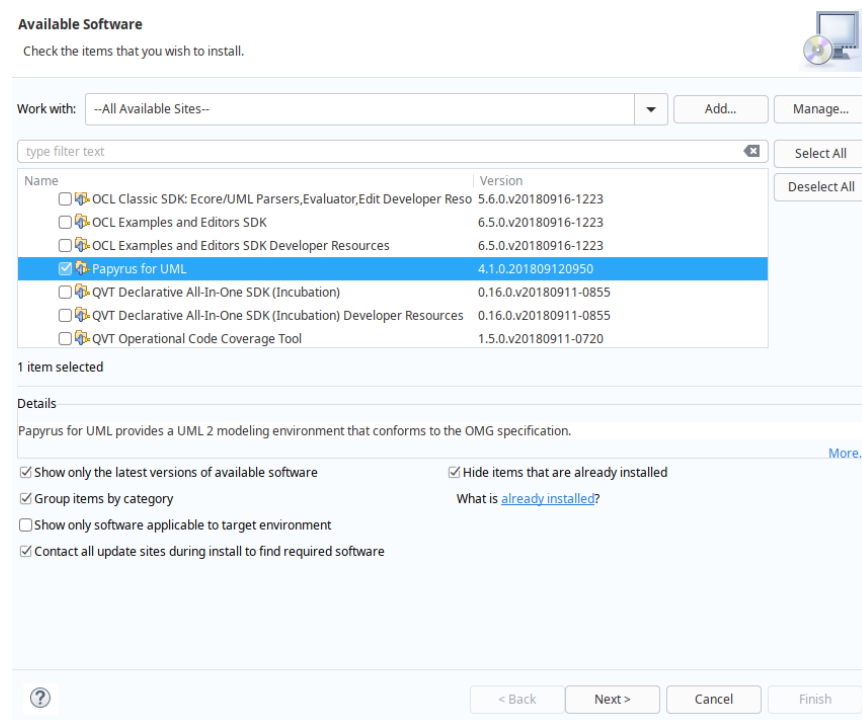 Available Software
Check the items that you wish to install.
Work with: --All Available Sites-- Add... Manage...
type filter text Select All
Name Version Deselect All
OCL Classic SDK: Ecore/UML Parsers,Evaluator,Edit Developer Reso 5.6.0.v20180916-1223
OCL Examples and Editors SDK 6.5.0.v20180916-1223
OCL Examples and Editors SDK Developer Resources 6.5.0.v20180916-1223
Papyrus for UML 4.1.0.201809120950
QVT Declarative All-In-One SDK (Incubation) 0.16.0.v20180911-0855
QVT Declarative All-In-One SDK (Incubation) Developer Resources 0.16.0.v20180911-0855
QVT Operational Code Coverage Tool 1.5.0.v20180911-0720
1 item selected
Details
Papyrus for UML provides a UML 2 modeling environment that conforms to the OMG specification.
More.
Show only the latest versions of available software Hide items that are already installed
Group items by category What is already installed?
Show only software applicable to target environment
Contact all update sites during install to find required software
? < Back Next > Cancel Finish